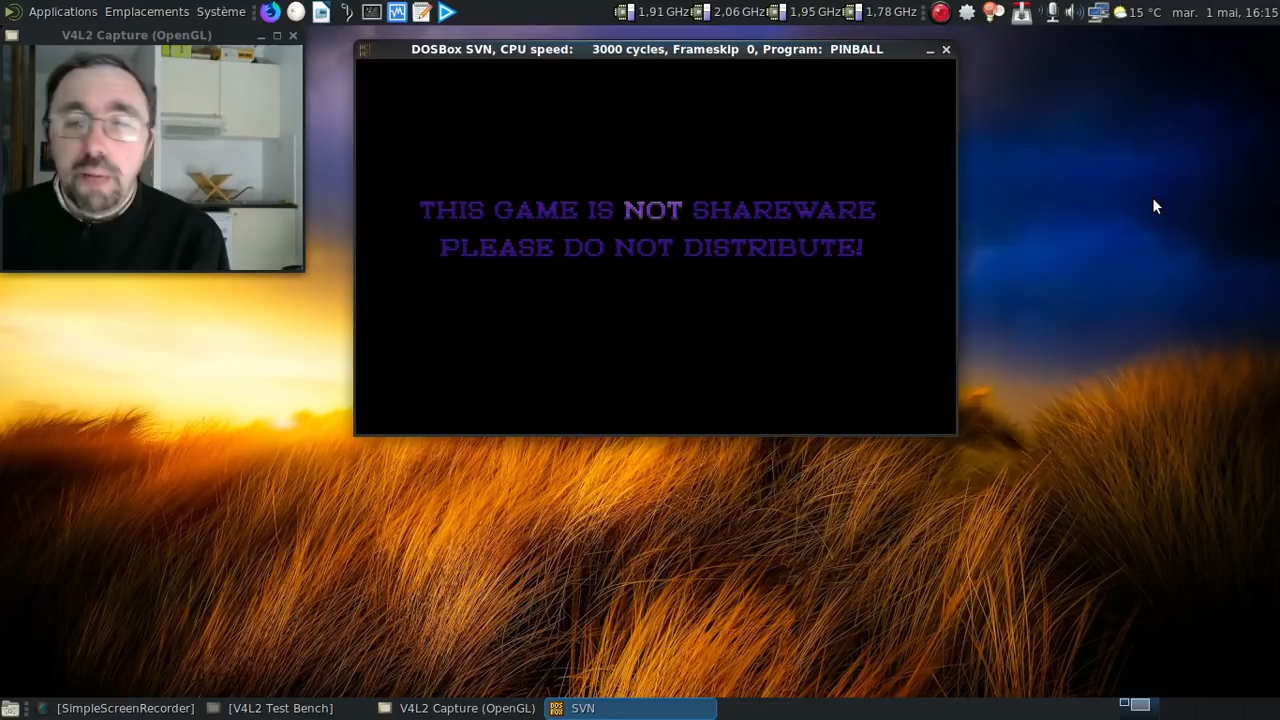 Applications Emplacements Système 1,91 GHz 2,06 GHz 1,95 GHz 1,78 GHz 15 °C mar. 1 mai, 16:15
V4L2 Capture (OpenGL)
DOSBox SVN, CPU speed: 3000 cycles, Frameskip 0, Program: PINBALL
THIS GAME IS NOT SHAREWARE
PLEASE DO NOT DISTRIBUTE!
[SimpleScreenRecorder] [V4L2 Test Bench] V4L2 Capture (OpenGL) DOS BOX SVN